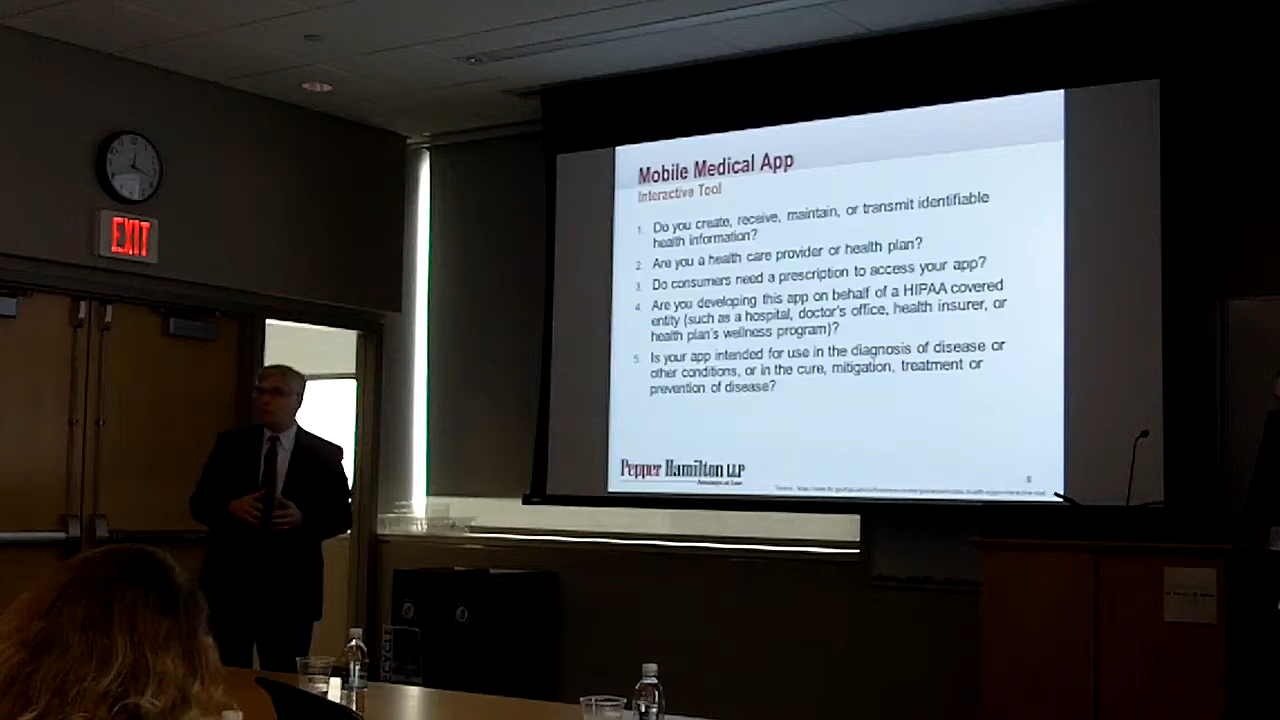 EXIT
Mobile Medical App
Interactive Tool
1. Do you create, receive, maintain, or transmit identifiable
health information?
2. Are you a health care provider or health plan?
3. Do consumers need a prescription to access your app?
4. Are you developing this app on behalf of a HIPAA covered
entity (such as a hospital, doctor's office, health insurer, or
health plan's wellness program)?
5. Is your app intended for use in the diagnosis of disease or
other conditions, or in the cure, mitigation, treatment or
prevention of disease?
Pepper Hamilton LLP
Attorneys at Law
8